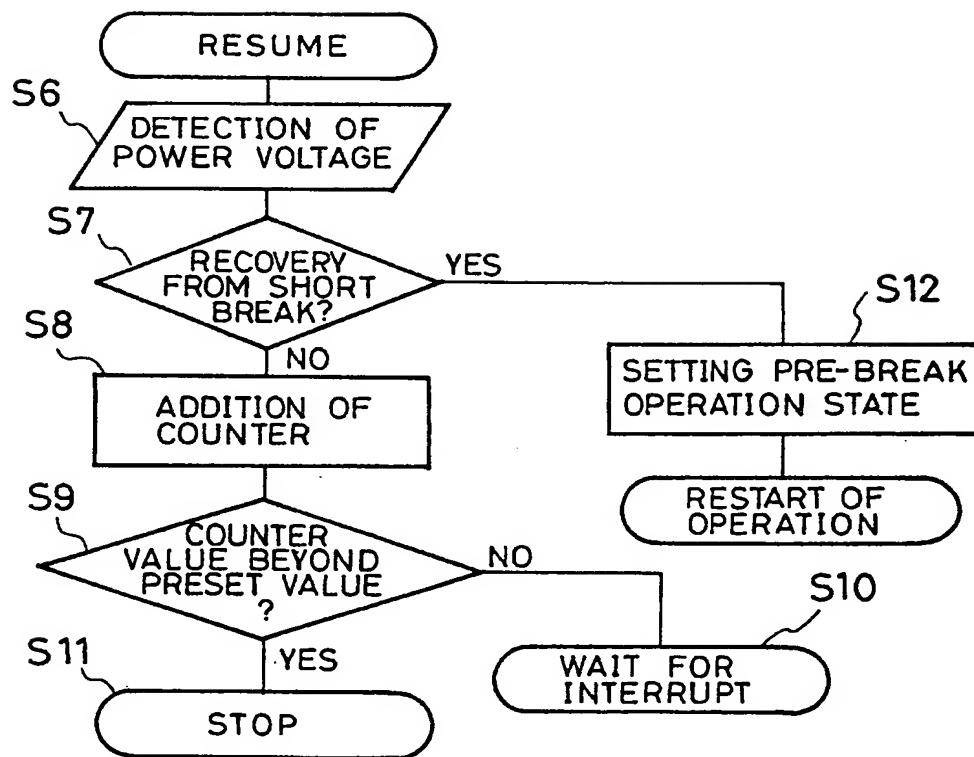 RESUME
S6
DETECTION OF
POWER VOLTAGE
S7
RECOVERY
FROM SHORT
BREAK?
YES
S12
SETTING PRE-BREAK
OPERATION STATE
RESTART OF
OPERATION
NO
S8
ADDITION OF
COUNTER
S9
COUNTER
VALUE BEYOND
PRESET VALUE
?
NO
S10
WAIT FOR
INTERRUPT
YES
S11
STOP